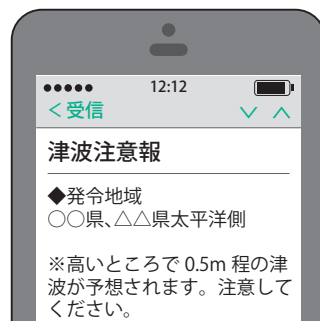 12:12
＜受信
津波注意報
◆発令地域
○○県、△△県太平洋側
※高いところで 0.5m 程の津
波が予想されます。注意して
ください。